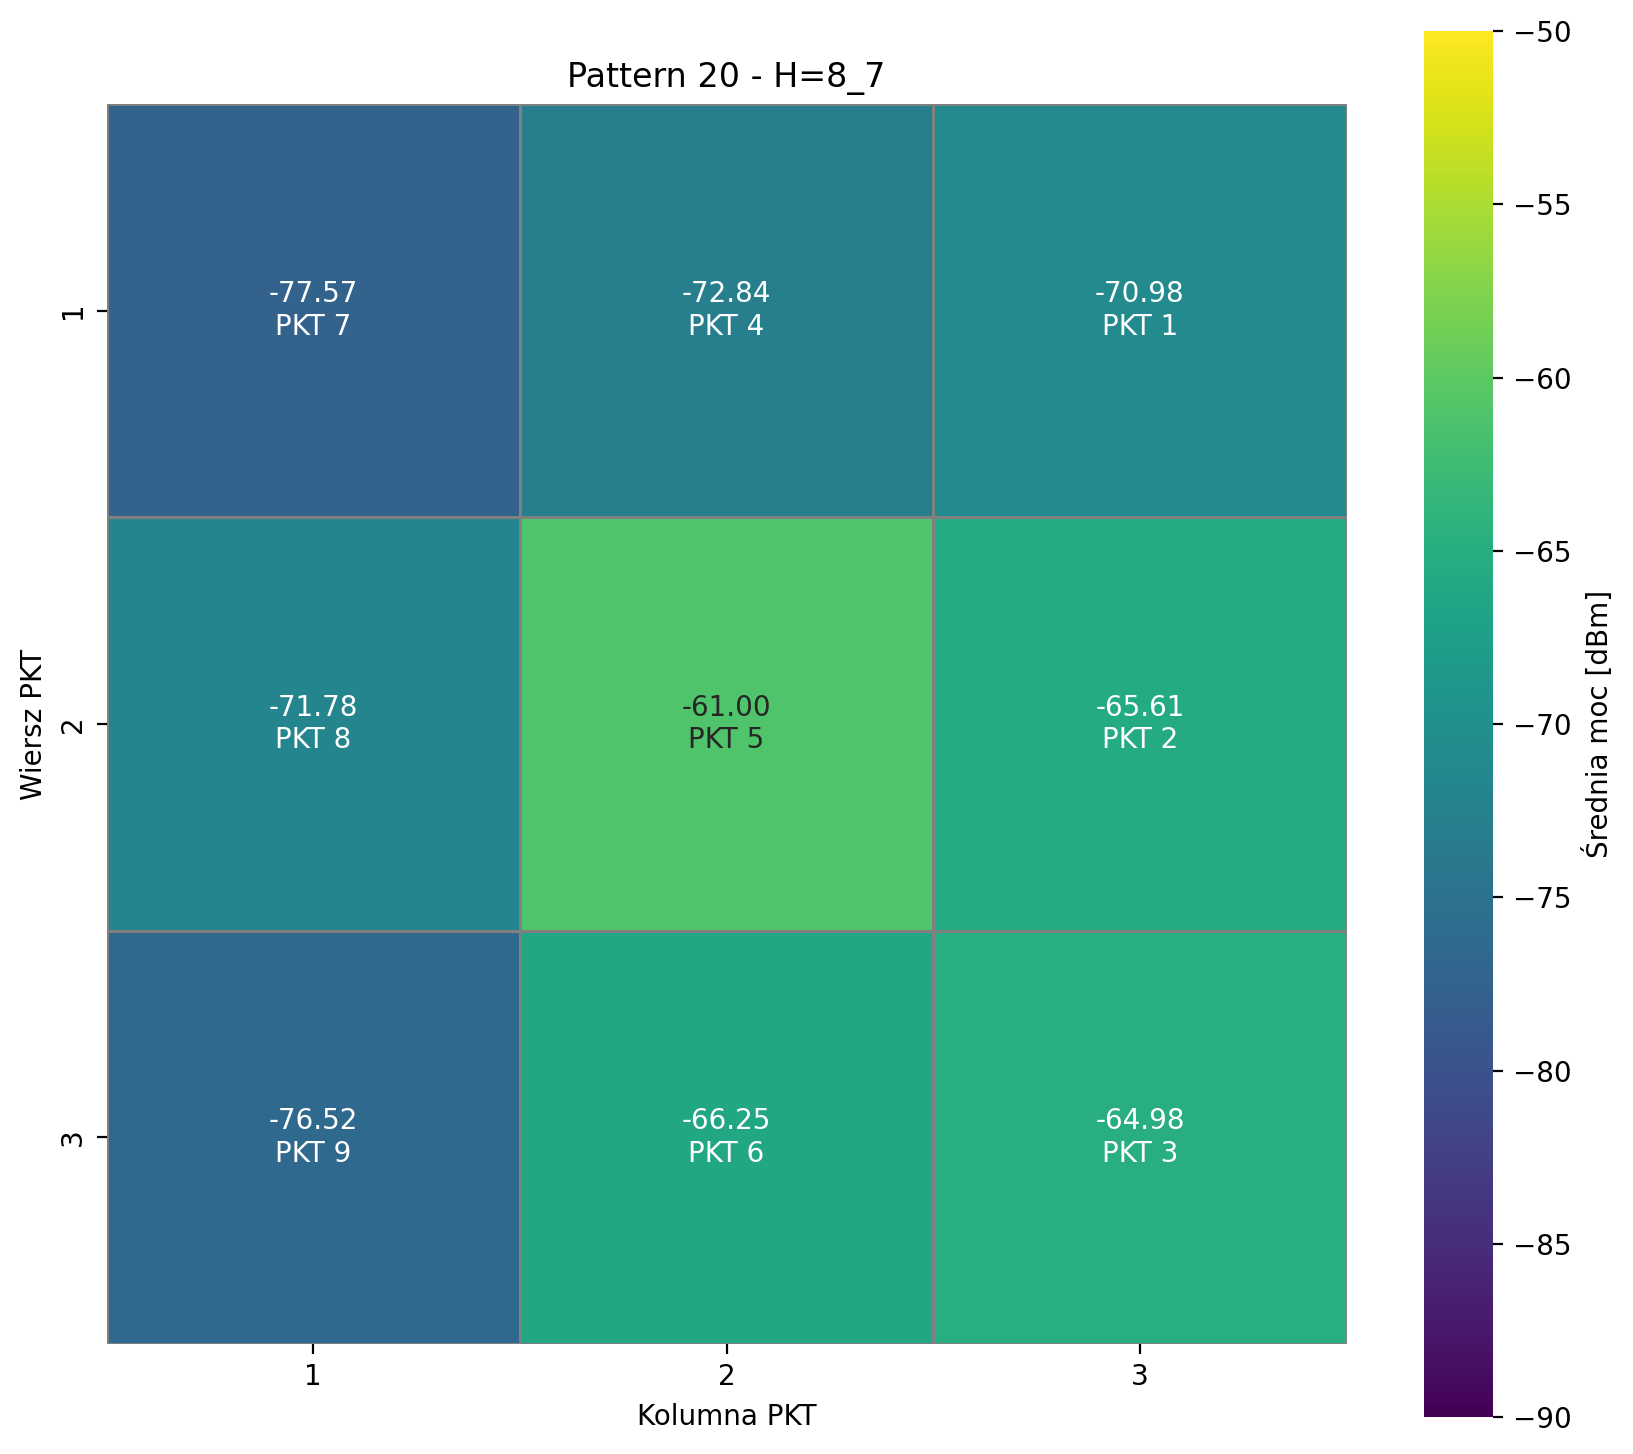 Pattern 20 - H=8_7
-77.57
PKT 7
-72.84
PKT 4
-70.98
PKT 1
-71.78
PKT 8
-61.00
PKT 5
-65.61
PKT 2
-76.52
PKT 9
-66.25
PKT 6
-64.98
PKT 3
1
2
3
Wiersz PKT
1
2
3
Kolumna PKT
−50
−55
−60
−65
−70
−75
−80
−85
−90
Średnia moc [dBm]